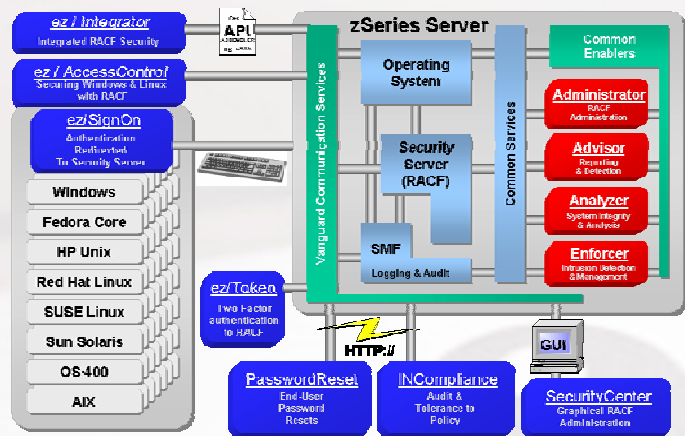 zSeries Server
ez / Integrator
Integrated RACF Security
API
ez / AccessControl
Securing Windows & Linux
with RACF
ez/SignOn
Authentication
Redirected
To Security Server
Windows
Fedora Core
HP Unix
Red Hat Linux
SUSE Linux
Sun Solaris
OS-400
AIX
ez/Token
Two Factor
authentication
to RACF
Vanguard Communication Services
Operating
System
Security
Server
(RACF)
SMF
Logging & Audit
Common Services
Common
Enablers
Administrator
RACF
Administration
Advisor
Reporting
& Detection
Analyzer
System Integrity
& Analysis
Enforcer
Intrusion Detection
& Management
HTTP://
GUI
PasswordReset
End-User
Password
Resets
INCompliance
Audit &
Tolerance to
Policy
SecurityCenter
Graphical RACF
Administration